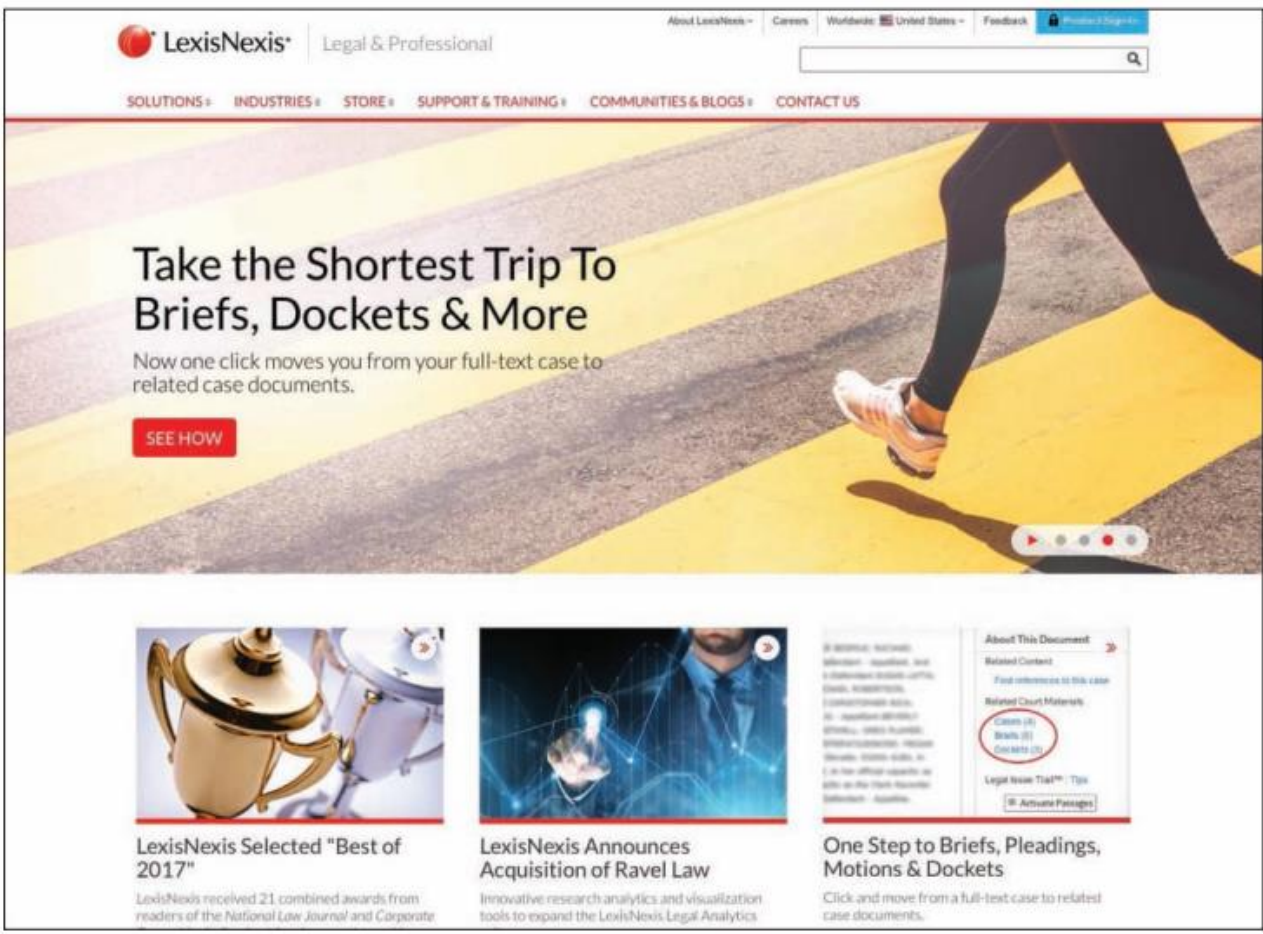 About LexisNexis
Careers
Worldwide: United States
Feedback
Product Sign-In
LexisNexis
Legal & Professional
SOLUTIONS
INDUSTRIES
STORE
SUPPORT & TRAINING
COMMUNITIES & BLOGS
CONTACT US
Take the Shortest Trip To
Briefs, Dockets & More
Now one click moves you from your full-text case to
related case documents.
SEE HOW
LexisNexis Selected "Best of
2017"
LexisNexis received 21 combined awards from
readers of the National Law Journal and Corporate
LexisNexis Announces
Acquisition of Ravel Law
Innovative research analytics and visualization
tools to expand the LexisNexis Legal Analytics
About This Document
Related Content
Find references to this case
Related Court Materials
Cases (4)
Briefs (5)
Dockets (3)
Legal Issue Trail™ : Tips
Activate Passages
One Step to Briefs, Pleadings,
Motions & Dockets
Click and move from a full-text case to related
case documents.